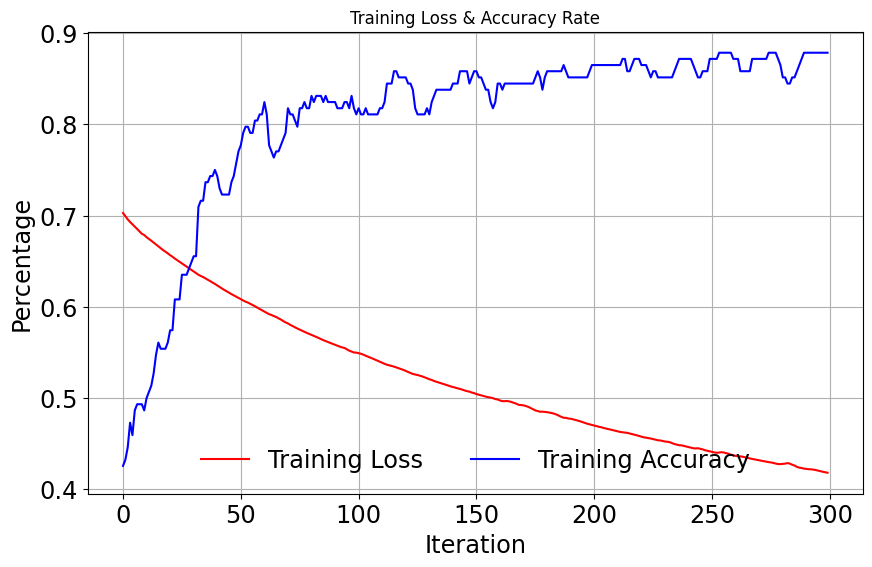 Training Loss & Accuracy Rate
0.9
0.8
0.7
0.6
0.5
0.4
Percentage
Training Loss
Training Accuracy
0 50 100 150 200 250 300
Iteration